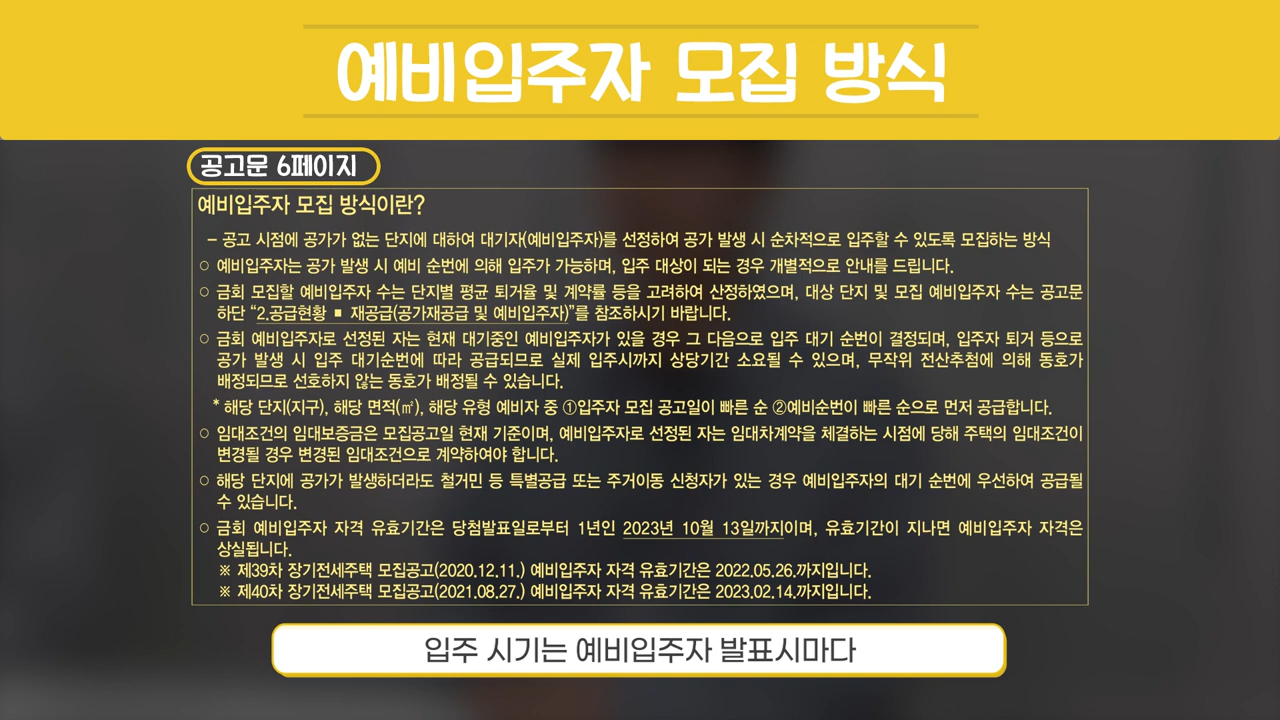 예비입주자 모집 방식
공고문 6페이지
예비입주자 모집 방식이란?
- 공고 시점에 공가가 없는 단지에 대하여 대기자(예비입주자)를 선정하여 공가 발생 시 순차적으로 입주할 수 있도록 모집하는 방식
○ 예비입주자는 공가 발생 시 예비 순번에 의해 입주가 가능하며, 입주 대상이 되는 경우 개별적으로 안내를 드립니다.
○ 금회 모집할 예비입주자 수는 단지별 평균 퇴거율 및 계약률 등을 고려하여 산정하였으며, 대상 단지 및 모집 예비입주자 수는 공고문
하단 “2.공급현황 ■ 재공급(공가재공급 및 예비입주자)”를 참조하시기 바랍니다.
○ 금회 예비입주자로 선정된 자는 현재 대기중인 예비입주자가 있을 경우 그 다음으로 입주 대기 순번이 결정되며, 입주자 퇴거 등으로
공가 발생 시 입주 대기순번에 따라 공급되므로 실제 입주시까지 상당기간 소요될 수 있으며, 무작위 전산추첨에 의해 동호가
배정되므로 선호하지 않는 동호가 배정될 수 있습니다.
* 해당 단지(지구), 해당 면적(㎡), 해당 유형 예비자 중 ①입주자 모집 공고일이 빠른 순 ②예비순번이 빠른 순으로 먼저 공급합니다.
○ 임대조건의 임대보증금은 모집공고일 현재 기준이며, 예비입주자로 선정된 자는 임대차계약을 체결하는 시점에 당해 주택의 임대조건이
변경될 경우 변경된 임대조건으로 계약하여야 합니다.
○ 해당 단지에 공가가 발생하더라도 철거민 등 특별공급 또는 주거이동 신청자가 있는 경우 예비입주자의 대기 순번에 우선하여 공급될
수 있습니다.
○ 금회 예비입주자 자격 유효기간은 당첨발표일로부터 1년인 2023년 10월 13일까지이며, 유효기간이 지나면 예비입주자 자격은
상실됩니다.
※ 제39차 장기전세주택 모집공고(2020.12.11.) 예비입주자 자격 유효기간은 2022.05.26.까지입니다.
※ 제40차 장기전세주택 모집공고(2021.08.27.) 예비입주자 자격 유효기간은 2023.02.14.까지입니다.
입주 시기는 예비입주자 발표시마다